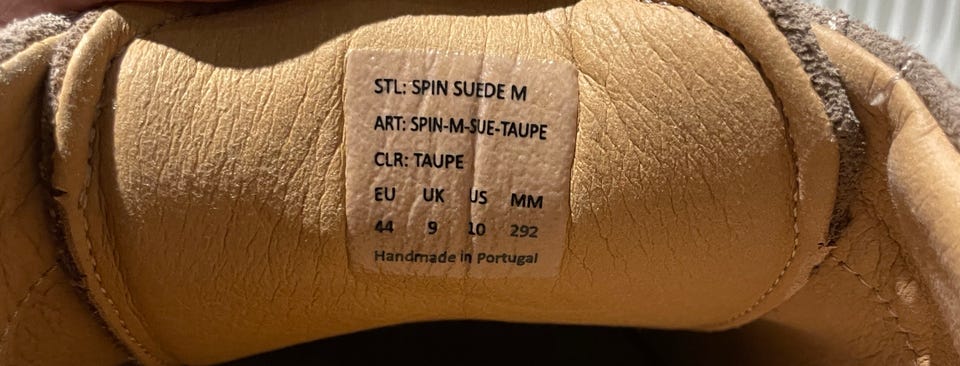 STL: SPIN SUEDE M
ART: SPIN-M-SUE-TAUPE
CLR: TAUPE
EU UK US MM
44 9 10 292
Handmade in Portugal